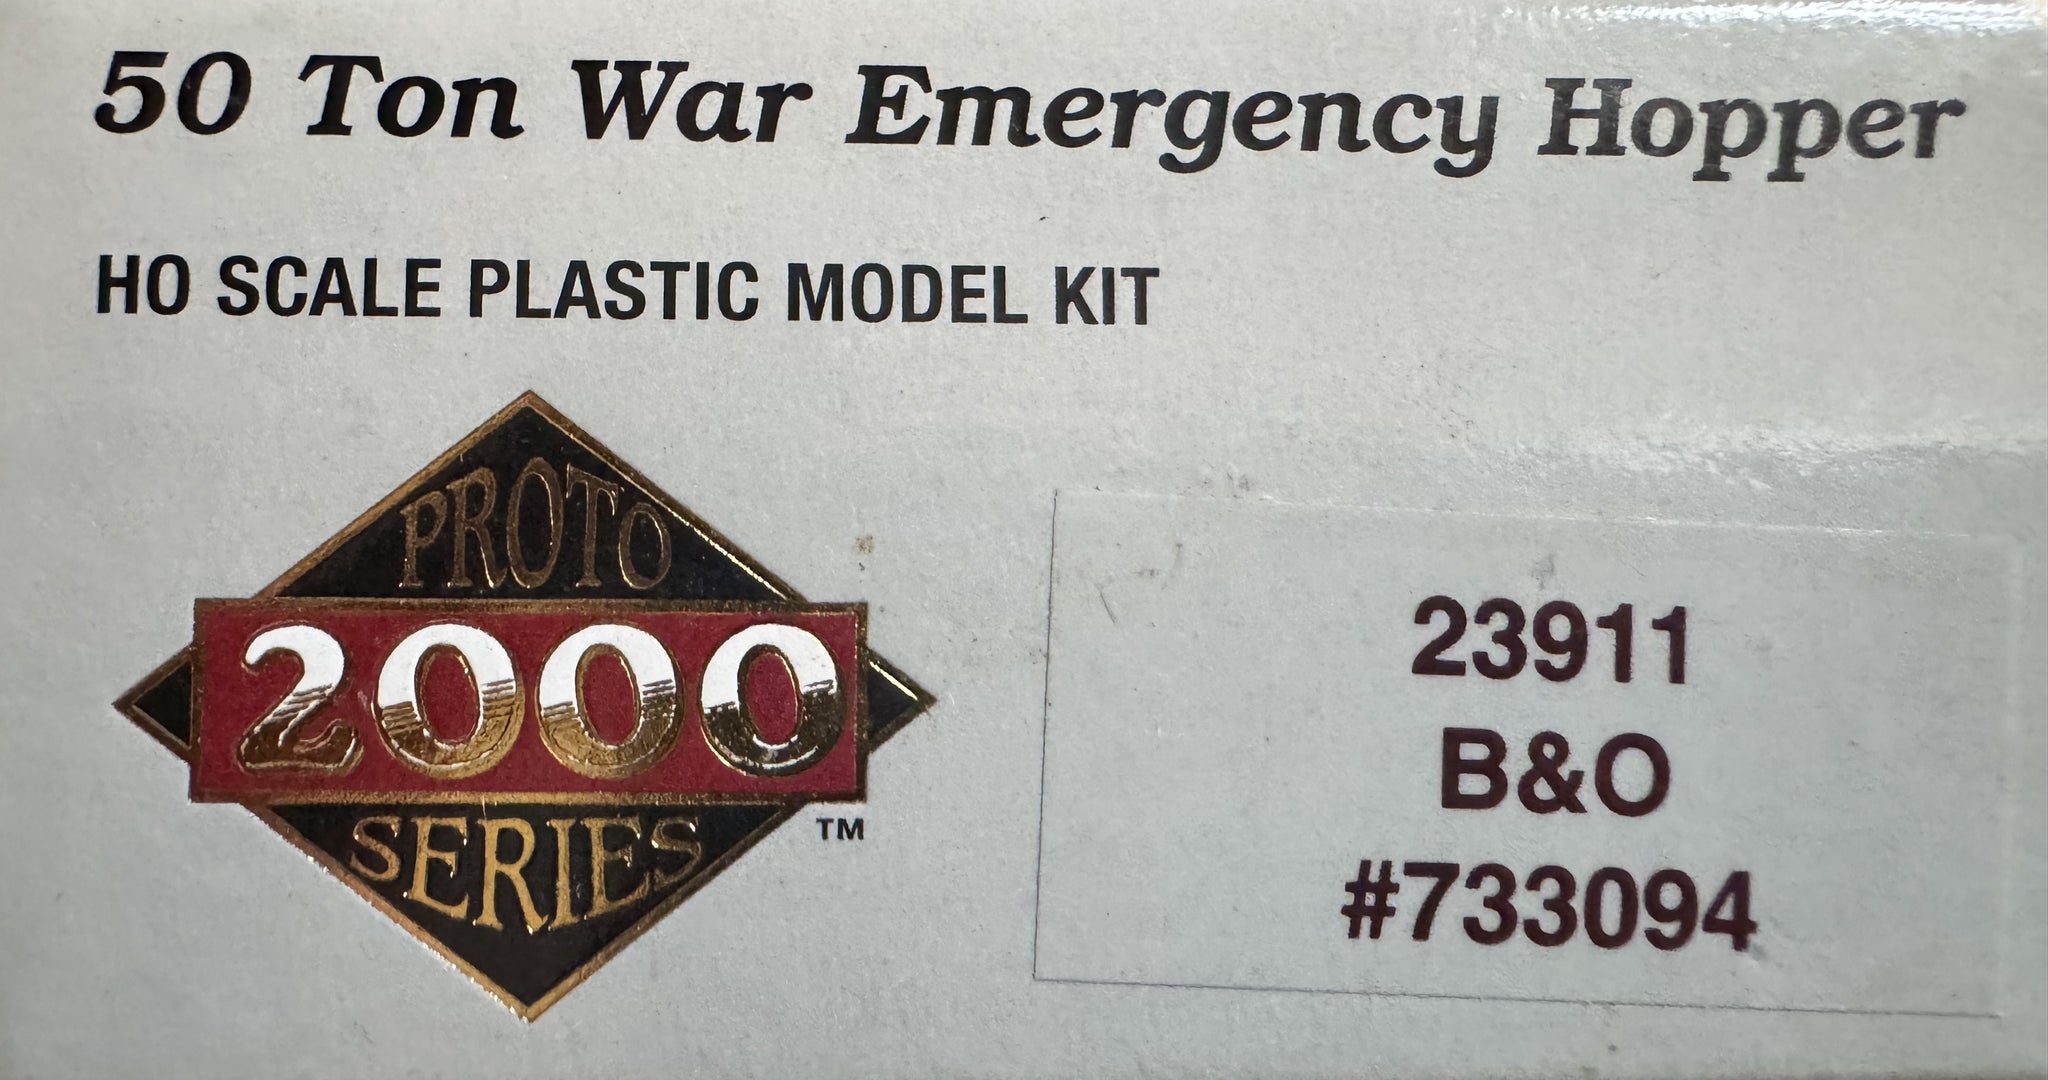 50 Ton War Emergency Hopper
HO SCALE PLASTIC MODEL KIT
PROTO
2000
SERIES
TM
23911
B&O
#733094